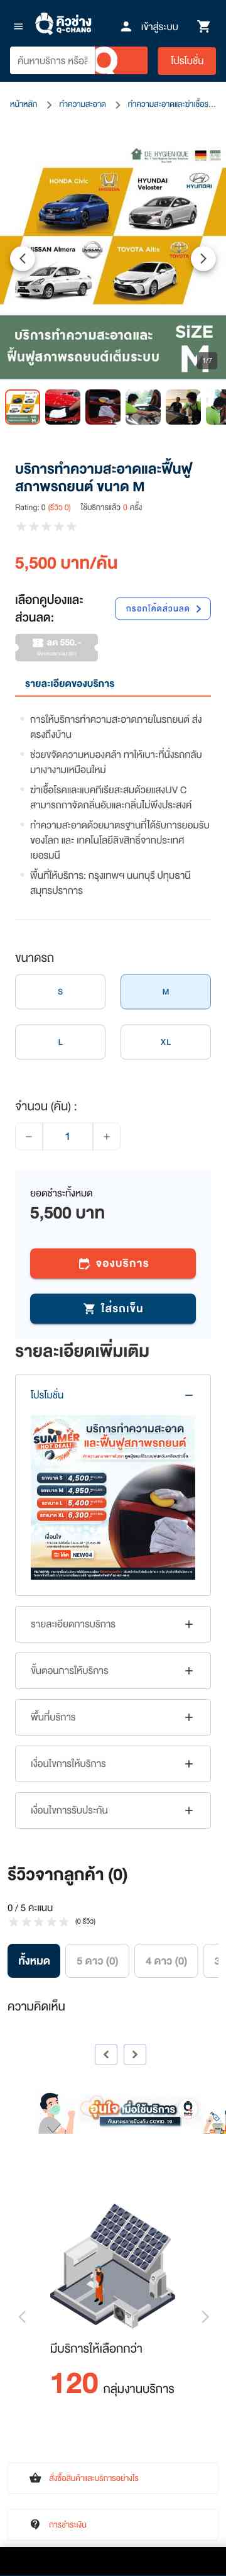 คิวช่าง
Q-CHANG
เข้าสู่ระบบ
ค้นหาบริการ หรือสิ
โปรโมชั่น
หน้าหลัก > ทำความสะอาด > ทำความสะอาดและฆ่าเชื้อร...
DE HYGIENIQUE
HONDA Civic
HYUNDAI Veloster
HYUNDAI
NISSAN Almera
TOYOTA Altis
TOYOTA
บริการทำความสะอาดและ
ฟื้นฟูสภาพรถยนต์เต็มระบบ
SiZE
M
1/7
บริการทำความสะอาดและฟื้นฟู
สภาพรถยนต์ ขนาด M
Rating: 0 (รีวิว 0) ใช้บริการแล้ว 0 ครั้ง
5,500 บาท/คัน
เลือกคูปองและ
ส่วนลด:
กรอกโค้ดส่วนลด
ลด 550.-
รายละเอียดของบริการ
การให้บริการทำความสะอาดภายในรถยนต์ ส่ง
ตรงถึงบ้าน
ช่วยขจัดความหมองคล้ำ ทำให้เบาะที่นั่งรถกลับ
มาเงางามเหมือนใหม่
ฆ่าเชื้อโรคและแบคทีเรียสะสมด้วยแสงUV C
สามารถกำจัดกลิ่นอับและกลิ่นไม่พึงประสงค์
ทำความสะอาดด้วยมาตรฐานที่ได้รับการยอมรับ
ของโลก และ เทคโนโลยีลิขสิทธิ์จากประเทศ
เยอรมนี
พื้นที่ให้บริการ: กรุงเทพฯ นนทบุรี ปทุมธานี
สมุทรปราการ
ขนาดรถ
S
M
L
XL
จำนวน (คัน) :
− 1 +
ยอดชำระทั้งหมด
5,500 บาท
จองบริการ
ใส่รถเข็น
รายละเอียดเพิ่มเติม
โปรโมชั่น
SUMMER
HOT DEAL!
บริการทำความสะอาด
และฟื้นฟูสภาพรถยนต์
รถขนาด S 4,500.-
รถขนาด M 4,950.-
รถขนาด L 5,400.-
รถขนาด XL 6,300.-
เงื่อนไข
โค้ด NEW04
รายละเอียดการบริการ
ขั้นตอนการให้บริการ
พื้นที่บริการ
เงื่อนไขการให้บริการ
เงื่อนไขการรับประกัน
รีวิวจากลูกค้า (0)
0 / 5 คะแนน
(0 รีวิว)
ทั้งหมด
5 ดาว (0)
4 ดาว (0)
3
ความคิดเห็น
อุ่นใจ เมื่อใช้บริการ
กับมาตรการป้องกัน COVID-19
มีบริการให้เลือกกว่า
120 กลุ่มงานบริการ
สั่งซื้อสินค้าและบริการอย่างไร
การชำระเงิน